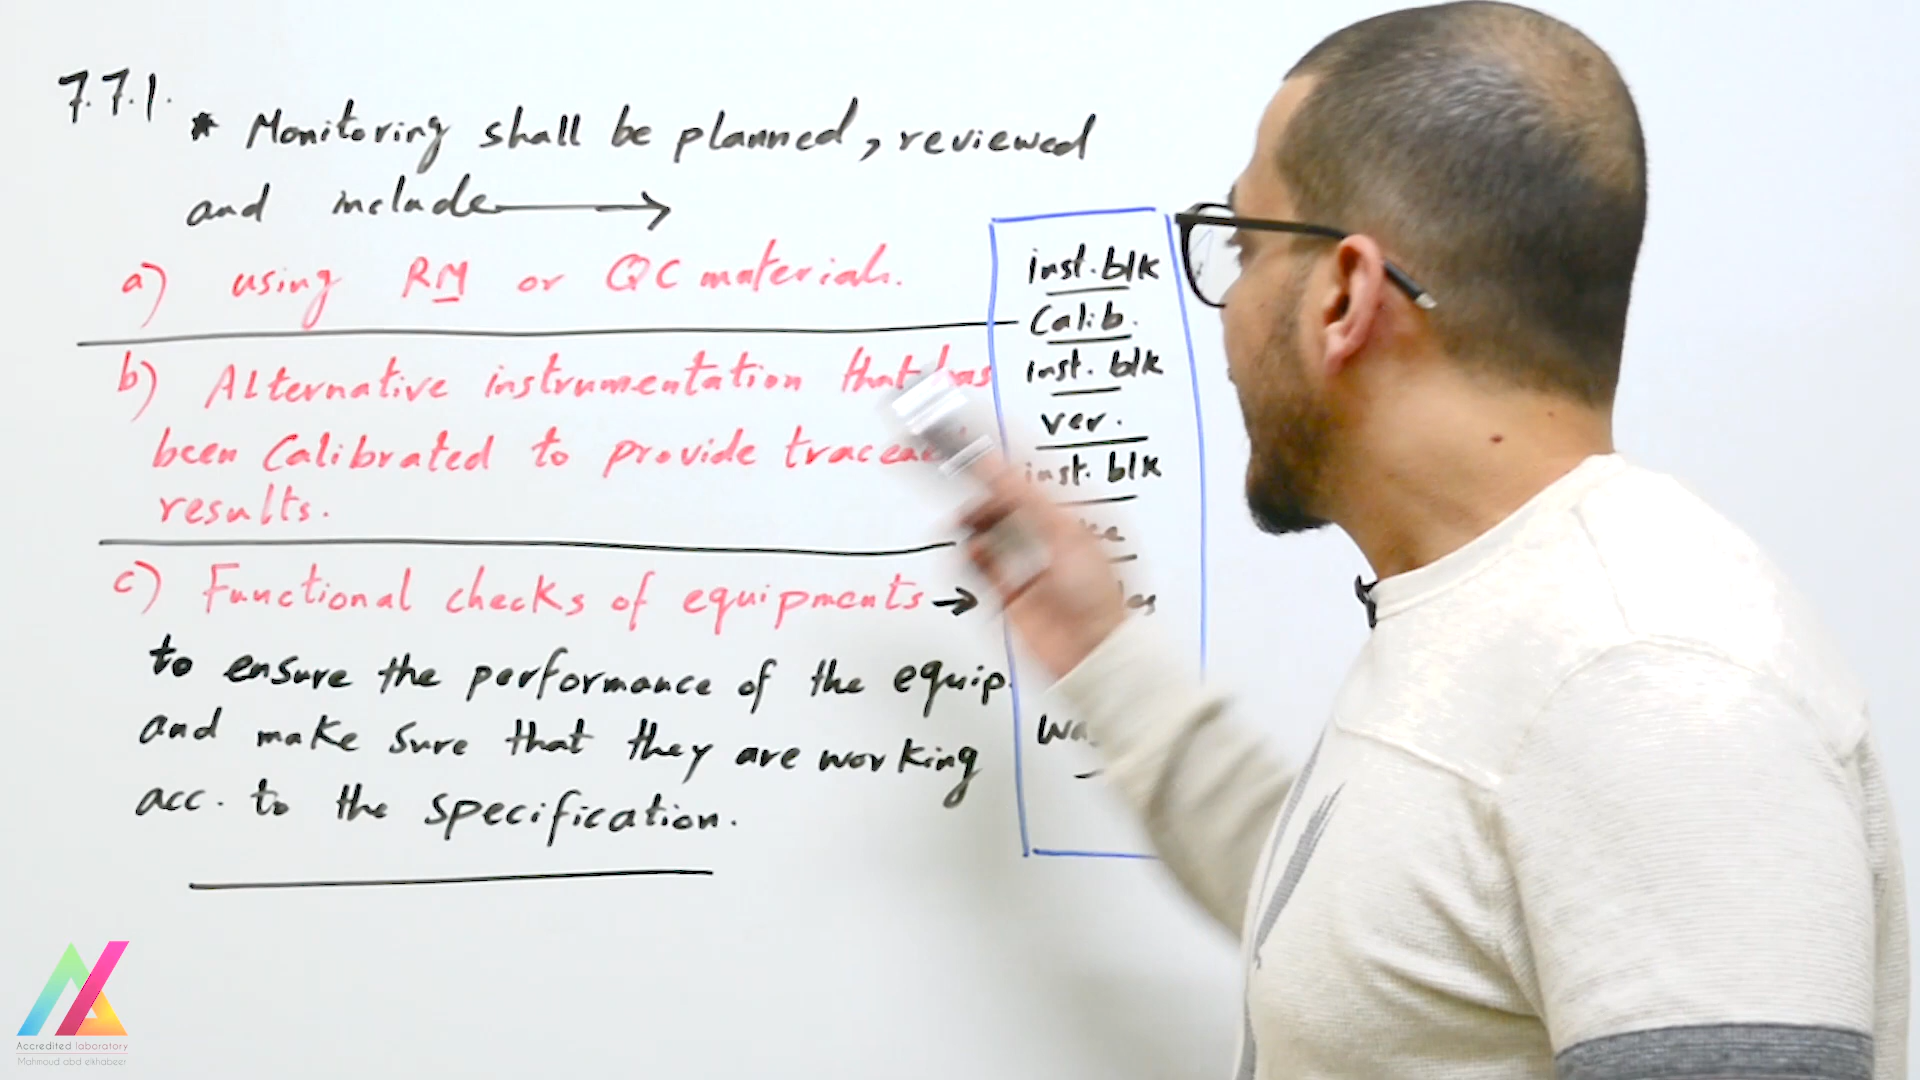 7.7.1.
* Monitoring shall be planned, reviewed
and include
a) using RM or QC materials.
b) Alternative instrumentation that has
been Calibrated to provide
results.
c) Functional checks of equipments →
to ensure the performance of the equip.
and make sure that they are working
acc. to the specification.
inst. blk
Calib.
inst. blk
ver.
inst. blk
Accredited laboratory
Mahmoud abd elkhabeer